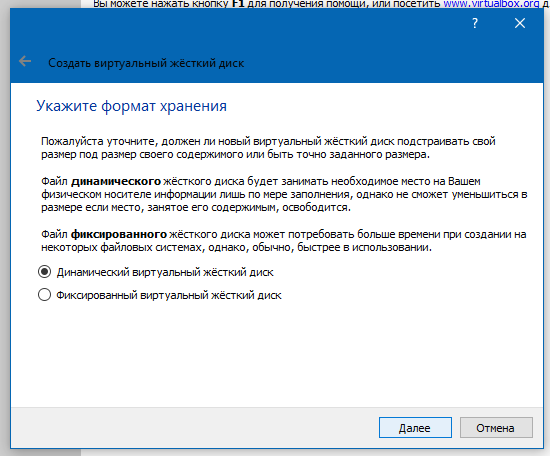 Вы можете нажать кнопку F1 для получения помощи, или посетить www.virtualbox.org д
?
Создать виртуальный жёсткий диск
Укажите формат хранения
Пожалуйста уточните, должен ли новый виртуальный жёсткий диск подстраивать свой
размер под размер своего содержимого или быть точно заданного размера.
Файл динамического жёсткого диска будет занимать необходимое место на Вашем
физическом носителе информации лишь по мере заполнения, однако не сможет уменьшиться в
размере если место, занятое его содержимым, освободится.
Файл фиксированного жёсткого диска может потребовать больше времени при создании на
некоторых файловых системах, однако, обычно, быстрее в использовании.
Динамический виртуальный жёсткий диск
Фиксированный виртуальный жёсткий диск
Далее
Отмена